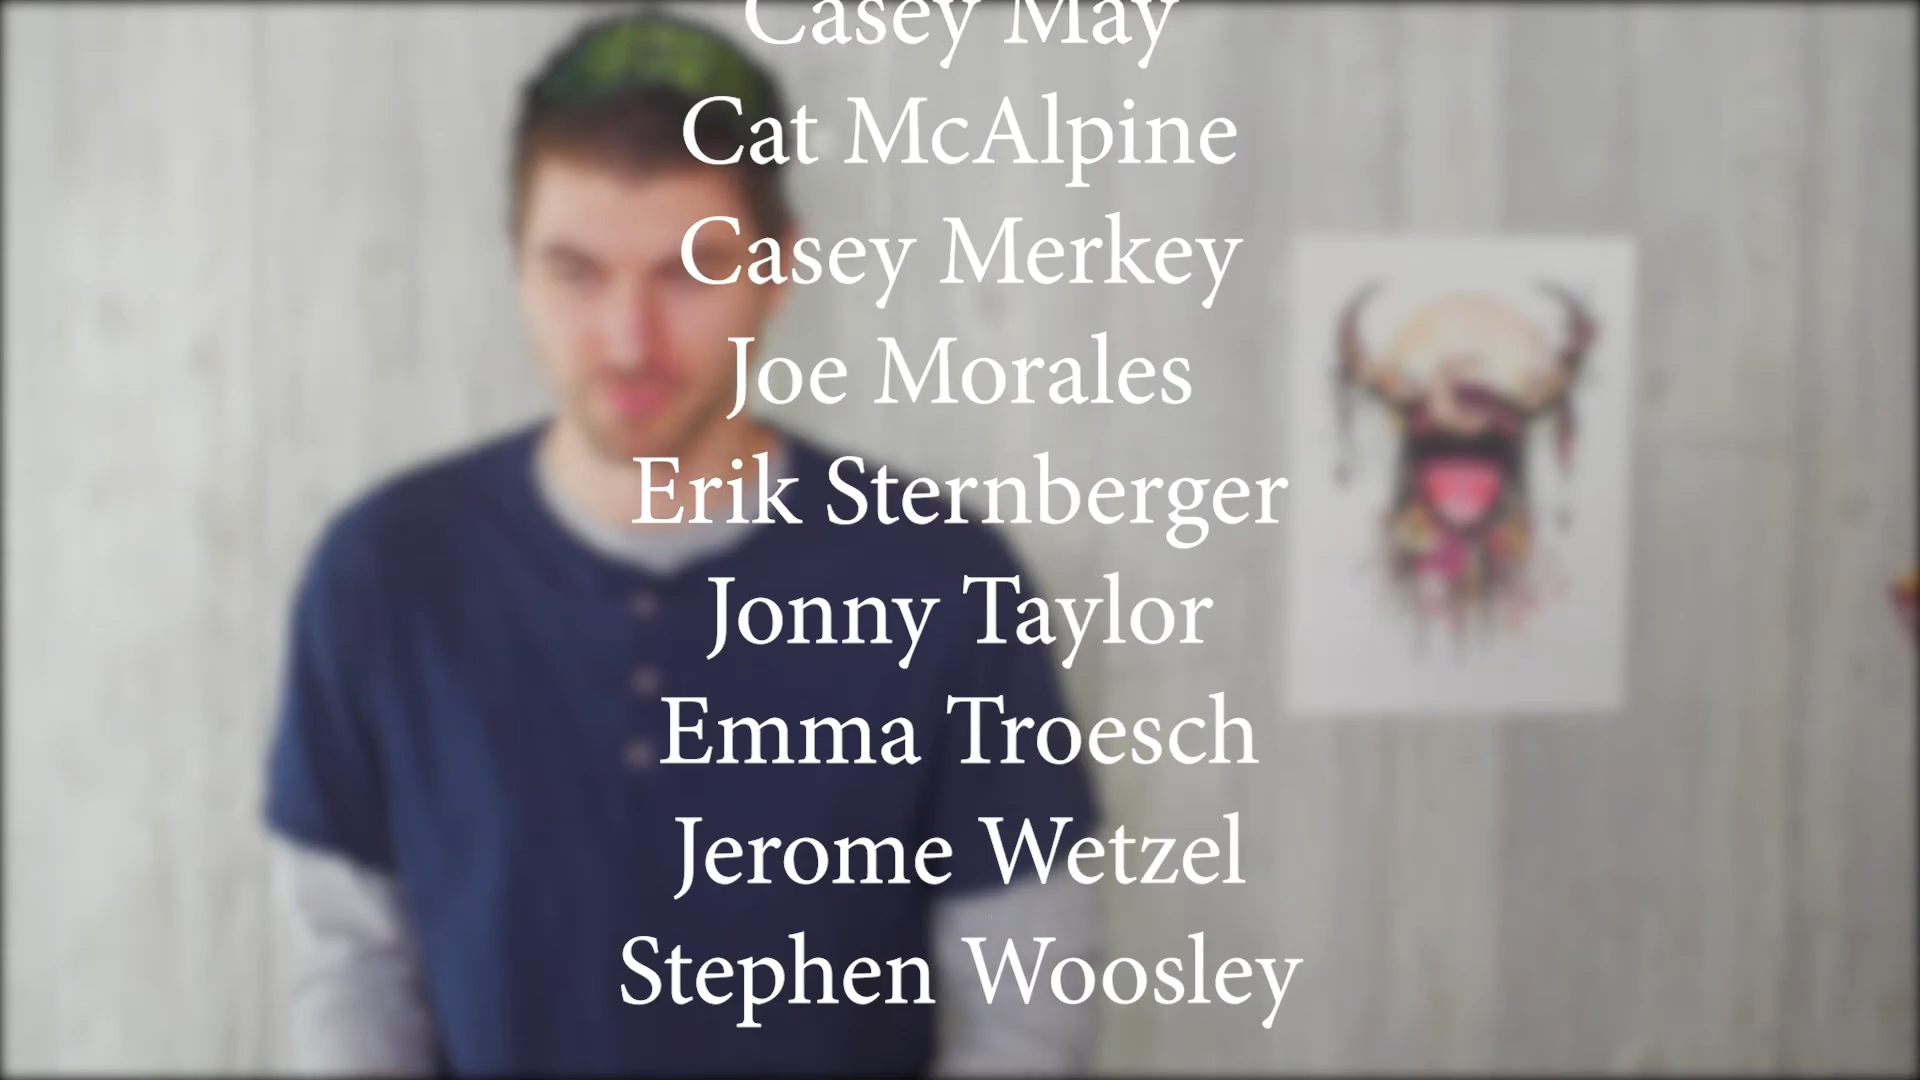 Casey May
Cat McAlpine
Casey Merkey
Joe Morales
Erik Sternberger
Jonny Taylor
Emma Troesch
Jerome Wetzel
Stephen Woosley